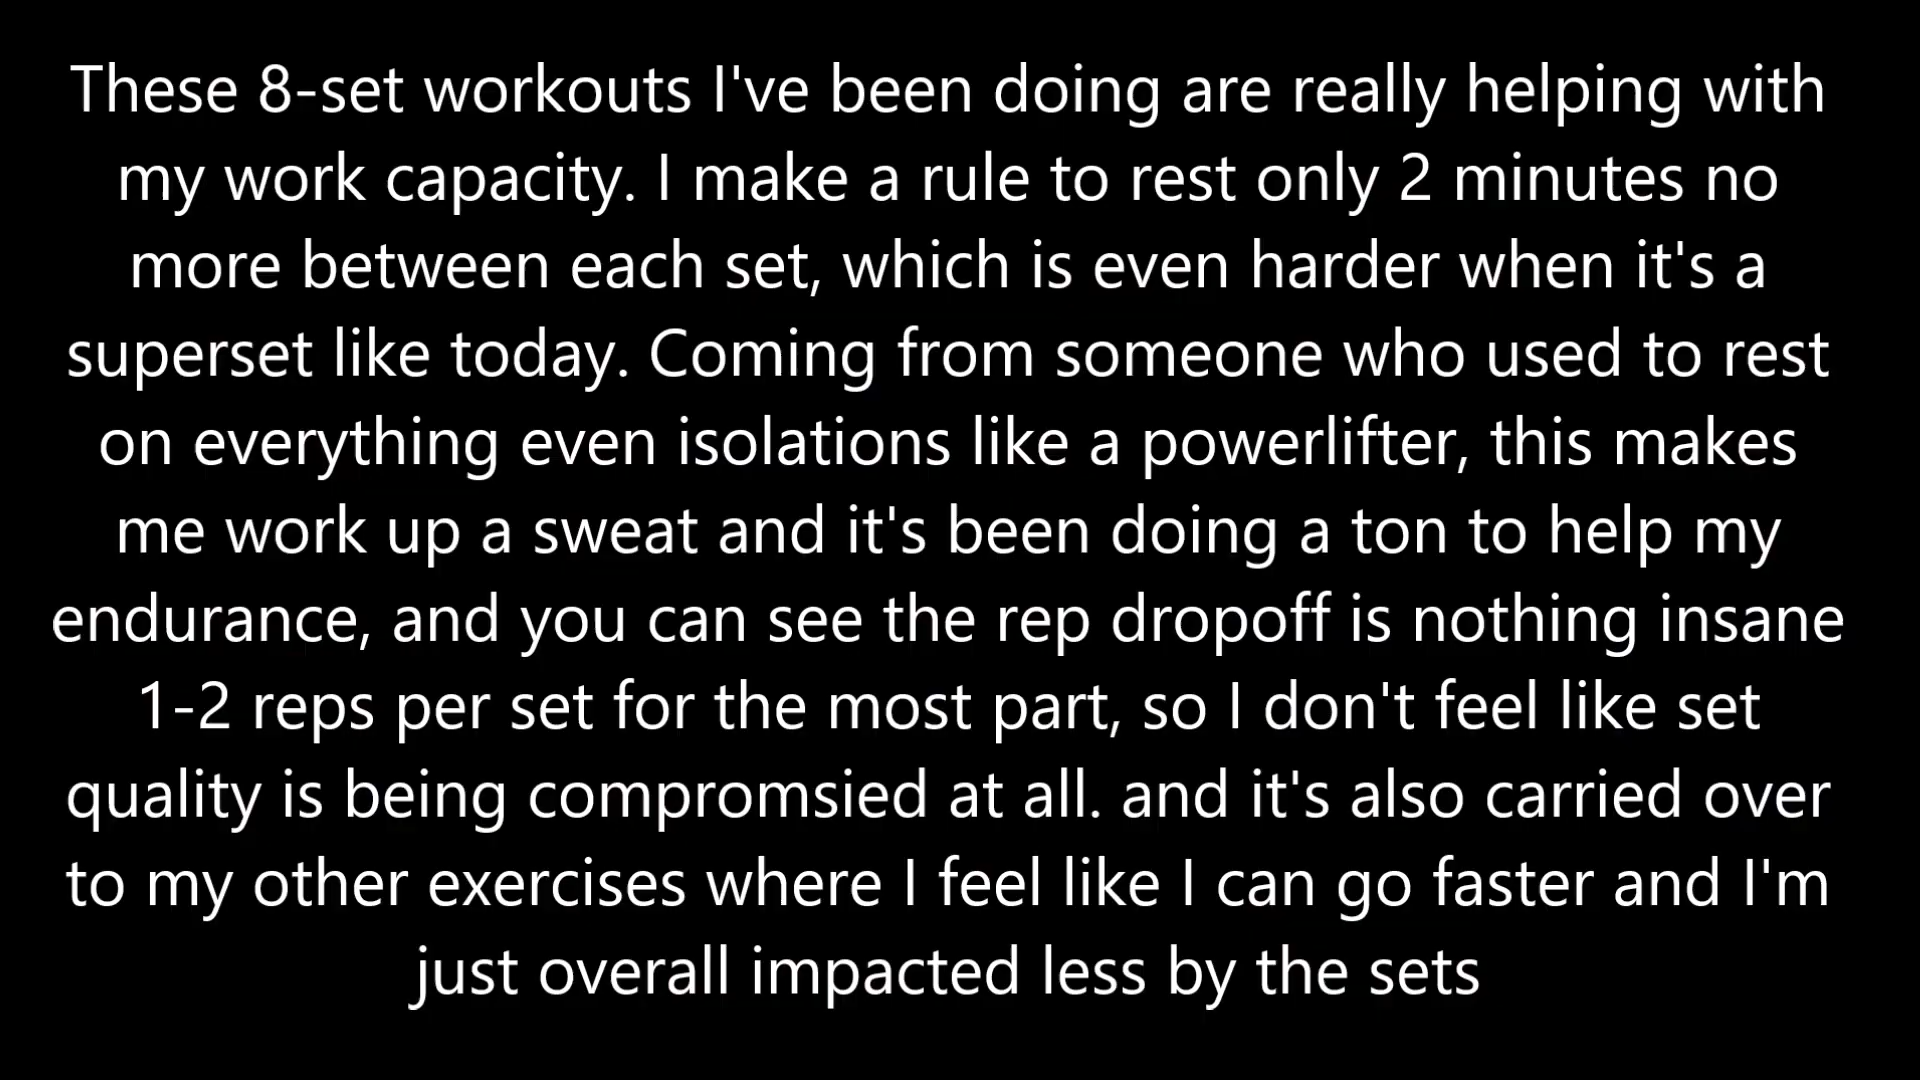 These 8-set workouts I've been doing are really helping with
my work capacity. I make a rule to rest only 2 minutes no
more between each set, which is even harder when it's a
superset like today. Coming from someone who used to rest
on everything even isolations like a powerlifter, this makes
me work up a sweat and it's been doing a ton to help my
endurance, and you can see the rep dropoff is nothing insane
1-2 reps per set for the most part, so I don't feel like set
quality is being compromsied at all. and it's also carried over
to my other exercises where I feel like I can go faster and I'm
just overall impacted less by the sets